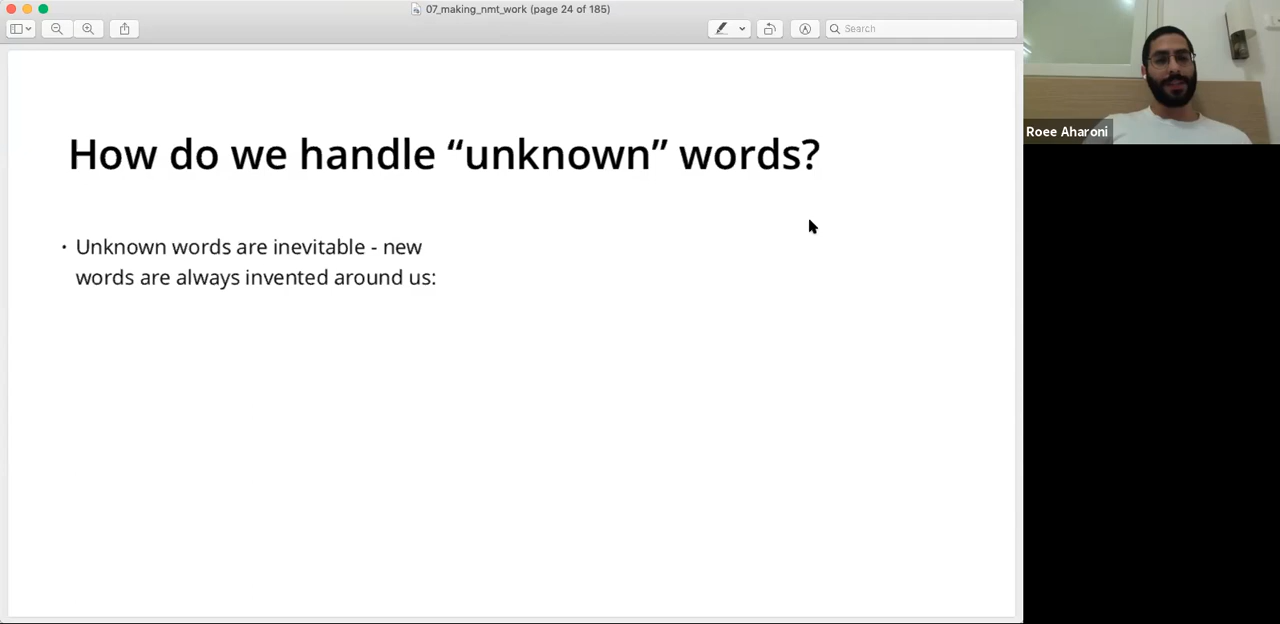 07_making_nmt_work (page 24 of 185)
Search
How do we handle “unknown” words?
• Unknown words are inevitable - new
words are always invented around us:
Roee Aharoni